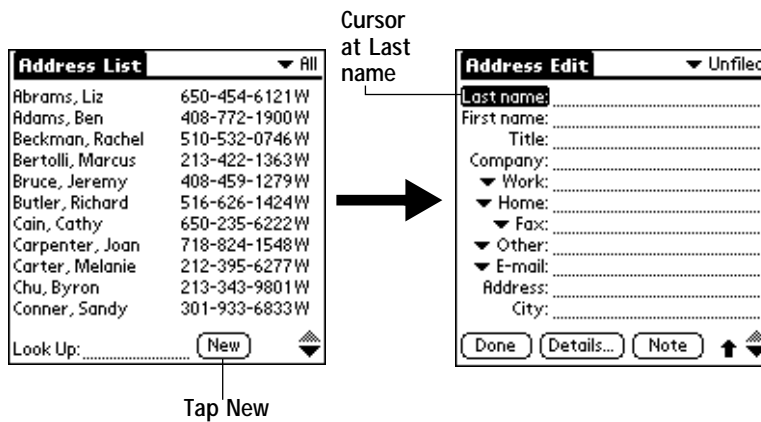 Cursor
at Last
name
Address List ▼ All
Abrams, Liz 650-454-6121W
Adams, Ben 408-772-1900W
Beckman, Rachel 510-532-0746W
Bertolli, Marcus 213-422-1363W
Bruce, Jeremy 408-459-1279W
Butler, Richard 516-626-1424W
Cain, Cathy 650-235-6222W
Carpenter, Joan 718-824-1548W
Carter, Melanie 212-395-6277W
Chu, Byron 213-343-9801W
Conner, Sandy 301-933-6833W
Look Up: New
Tap New
Address Edit ▼ Unfiled
Last name:
First name:
Title:
Company:
▼ Work:
▼ Home:
▼ Fax:
▼ Other:
▼ E-mail:
Address:
City:
Done Details... Note